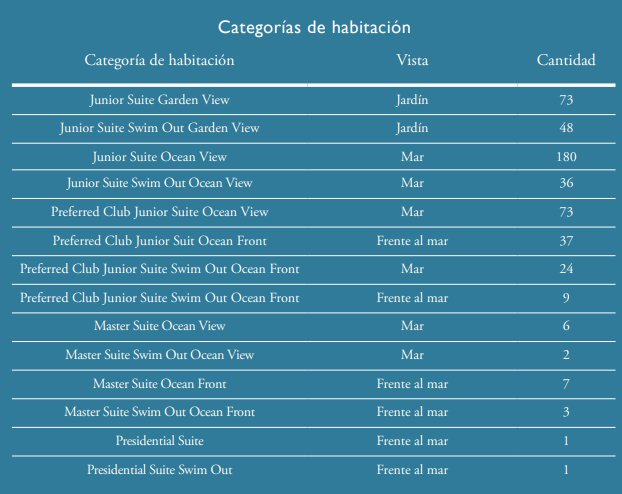 Categorías de habitación
Categoría de habitación Vista Cantidad
Junior Suite Garden View Jardín 73
Junior Suite Swim Out Garden View Jardín 48
Junior Suite Ocean View Mar 180
Junior Suite Swim Out Ocean View Mar 36
Preferred Club Junior Suite Ocean View Mar 73
Preferred Club Junior Suit Ocean Front Frente al mar 37
Preferred Club Junior Suite Swim Out Ocean Front Mar 24
Preferred Club Junior Suite Swim Out Ocean Front Frente al mar 9
Master Suite Ocean View Mar 6
Master Suite Swim Out Ocean View Mar 2
Master Suite Ocean Front Frente al mar 7
Master Suite Swim Out Ocean Front Frente al mar 3
Presidential Suite Frente al mar 1
Presidential Suite Swim Out Frente al mar 1